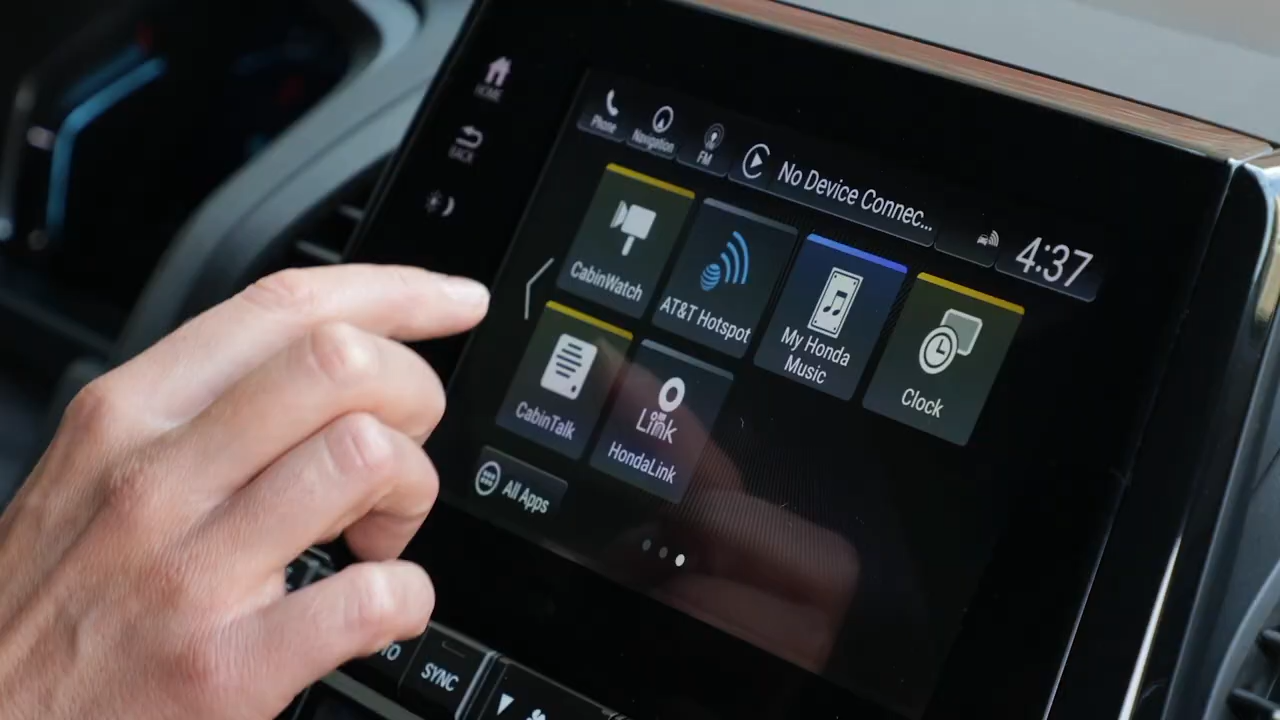 HOME
BACK
Phone
Navigation
FM
No Device Connec...
4:37
CabinWatch
AT&T Hotspot
My Honda
Music
Clock
CabinTalk
Link
HondaLink
All Apps
SYNC